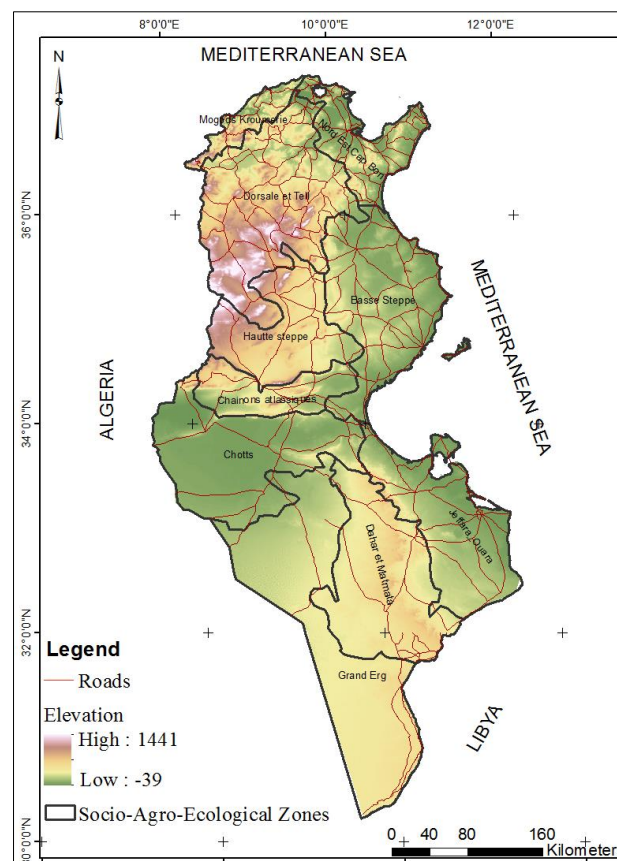 8°0'0"E 10°0'0"E 12°0'0"E
MEDITERRANEAN SEA
N
Mogods Kroumerie
Nord Est Cap Bon
Dorsale et Tell
36°0'0"N
Basse Steppe
MEDITERRANEAN SEA
Hautte steppe
ALGERIA
Chainons atlassiques
34°0'0"N
Chotts
Jeffara_Ouara
Dahar et Matmata
32°0'0"N
Legend
Roads
Grand Erg
Elevation
High : 1441
LIBYA
Low : -39
Socio-Agro-Ecological Zones
0 40 80 160
Kilometer